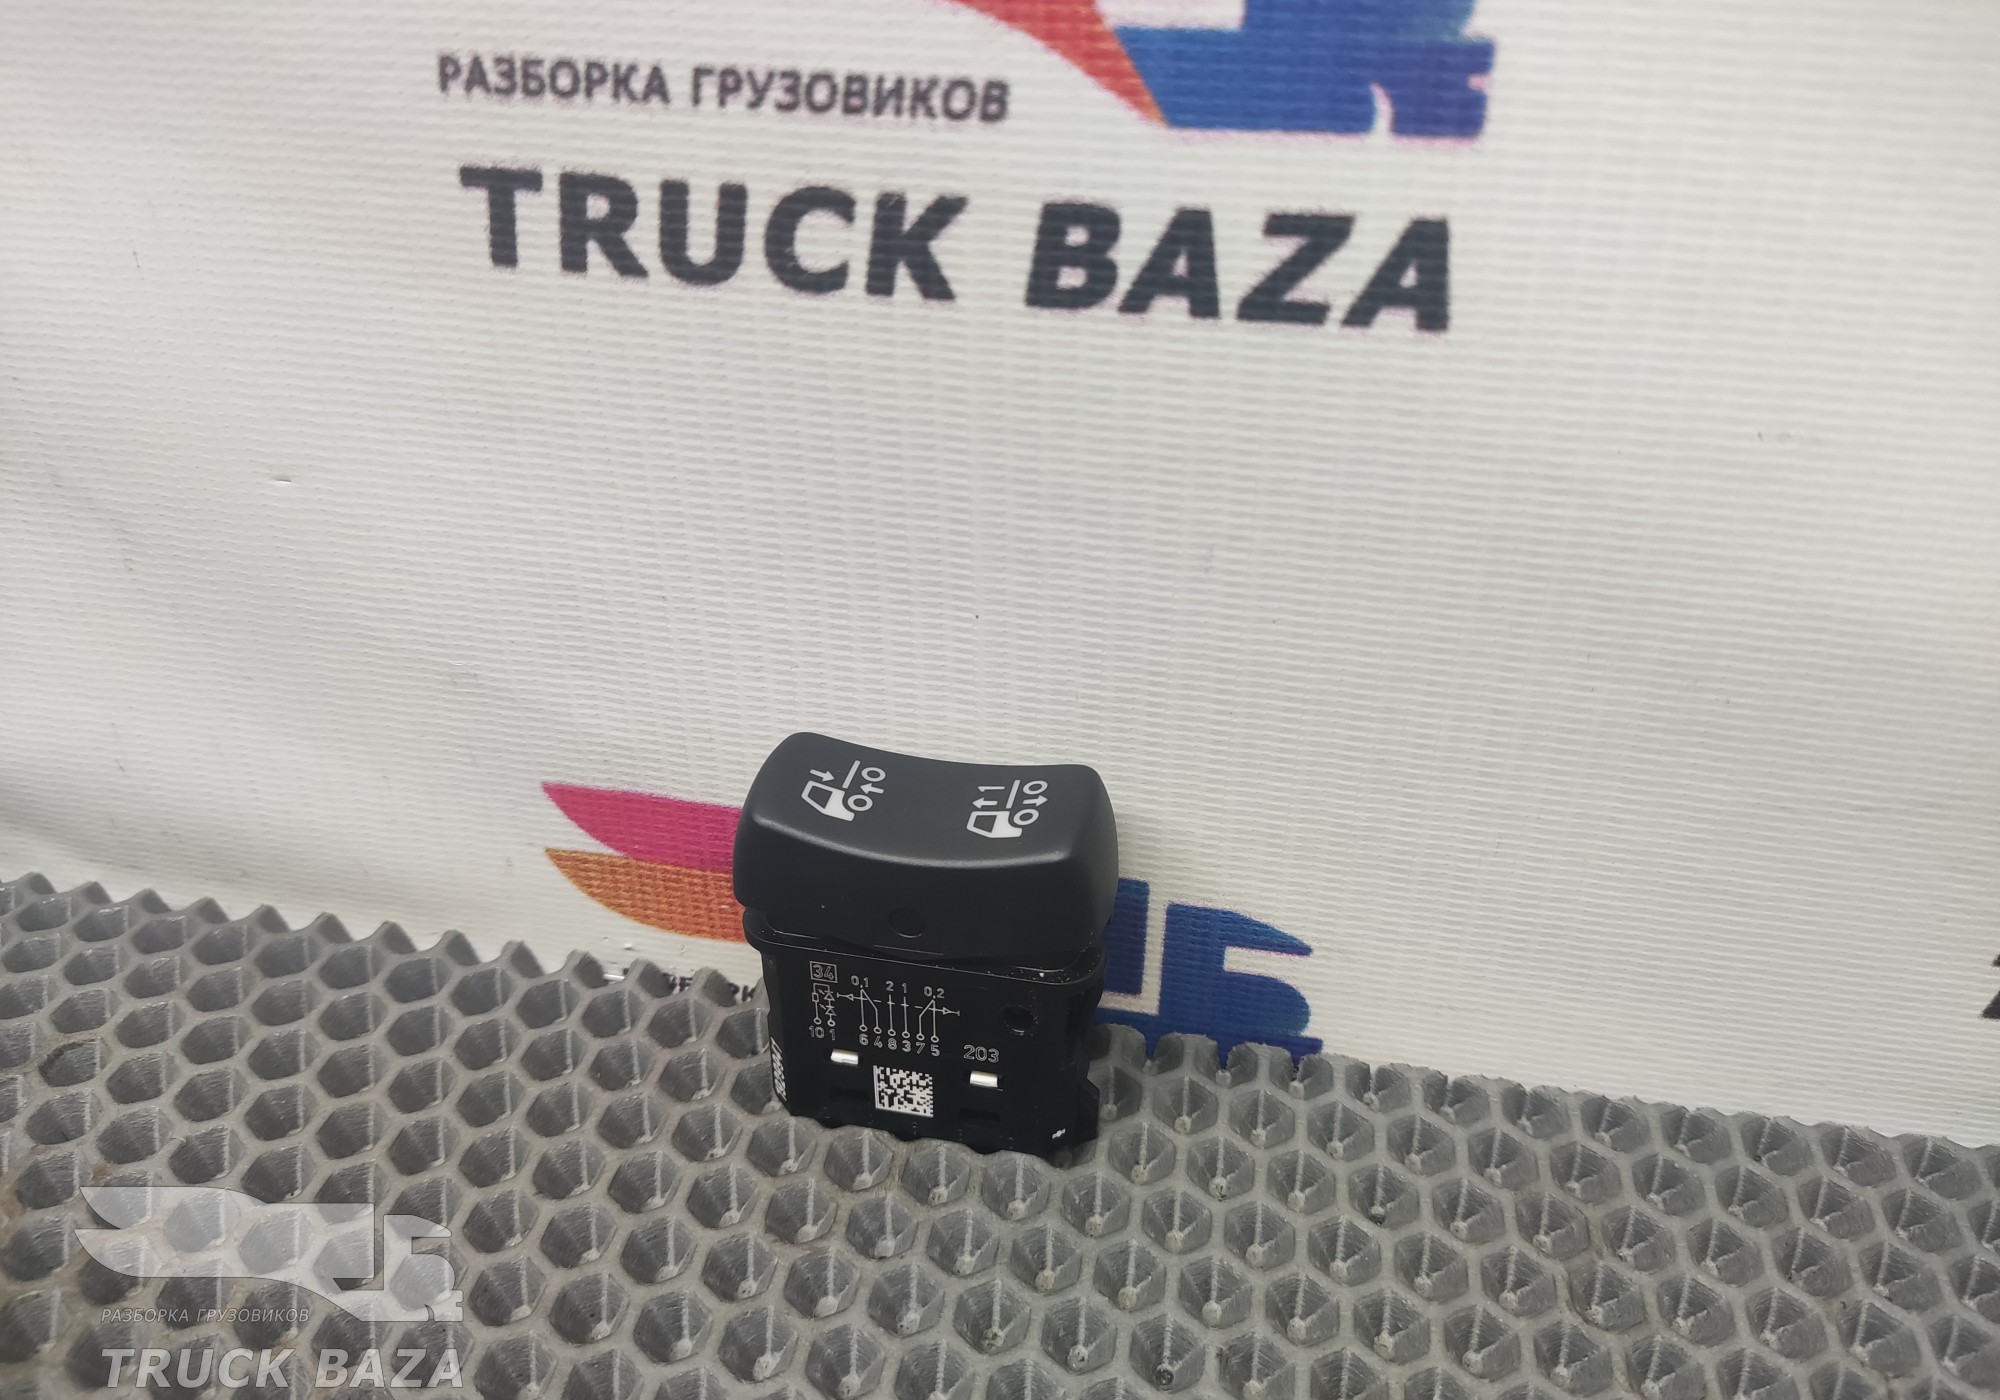 РАЗБОРКА ГРУЗОВИКОВ
TRUCK BAZA
1
34
0.1 2 1 0.2
10 1 6 4 8 3 7 5
203
РАЗБОРКА ГРУЗОВИКОВ
TRUCK BAZA